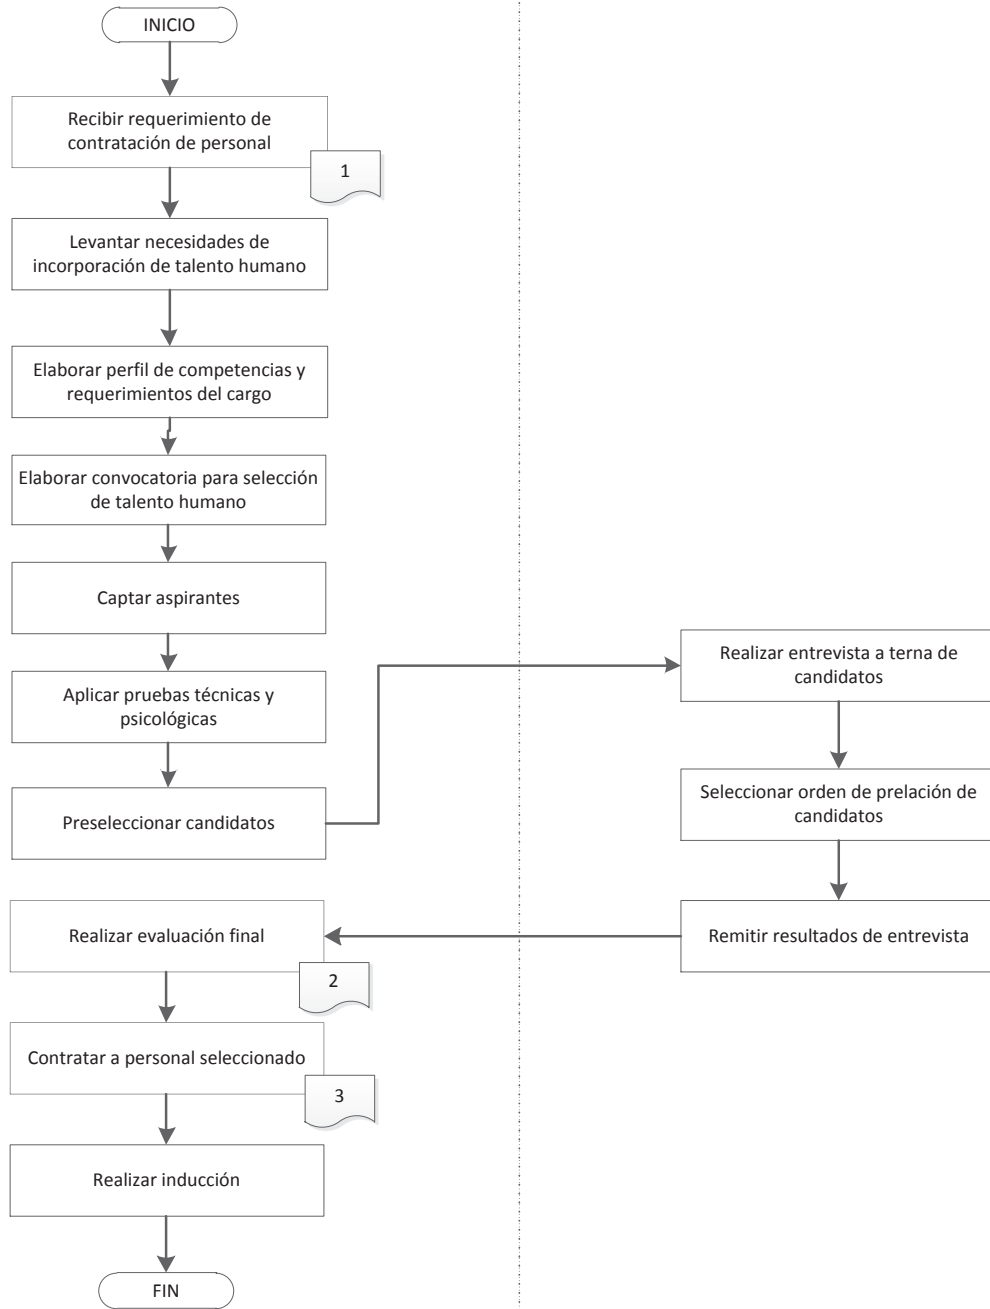 INICIO
Recibir requerimiento de
contratación de personal
1
Levantar necesidades de
incorporación de talento humano
Elaborar perfil de competencias y
requerimientos del cargo
Elaborar convocatoria para selección
de talento humano
Captar aspirantes
Aplicar pruebas técnicas y
psicológicas
Preseleccionar candidatos
Realizar entrevista a terna de
candidatos
Seleccionar orden de prelación de
candidatos
Remitir resultados de entrevista
Realizar evaluación final
2
Contratar a personal seleccionado
3
Realizar inducción
FIN